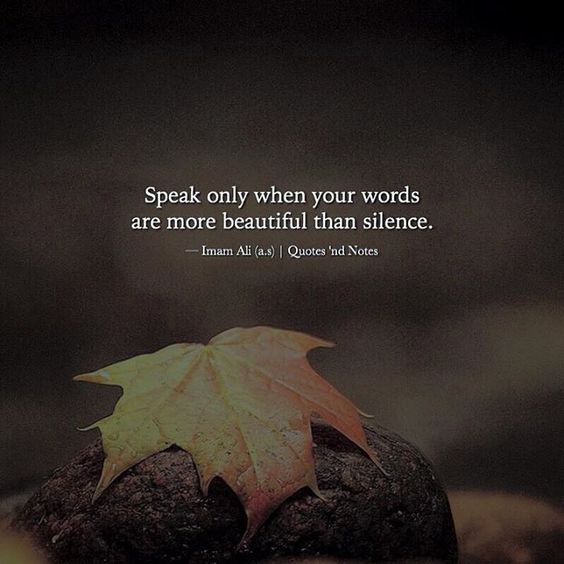 Speak only when your words
are more beautiful than silence.
— Imam Ali (a.s) | Quotes 'nd Notes